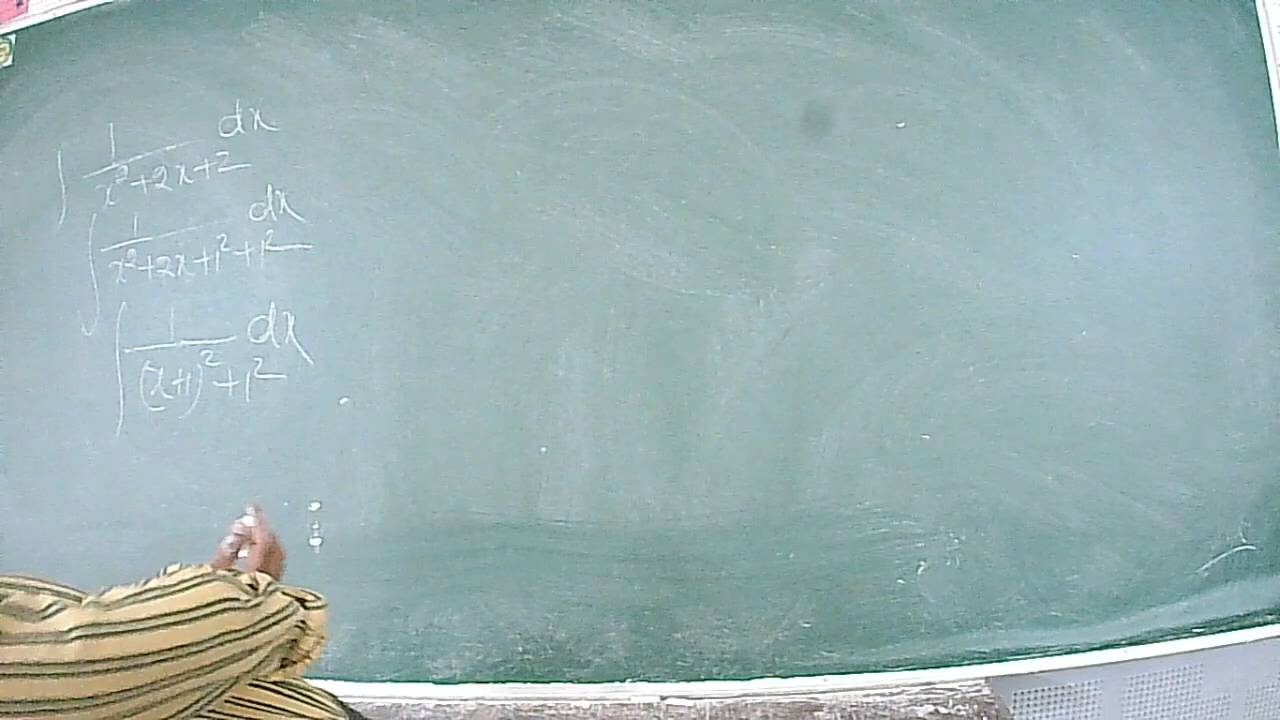 ∫ 1/(x²+2x+2) dx
∫ 1/(x²+2x+1²+1²) dx
∫ 1/((x+1)²+1²) dx